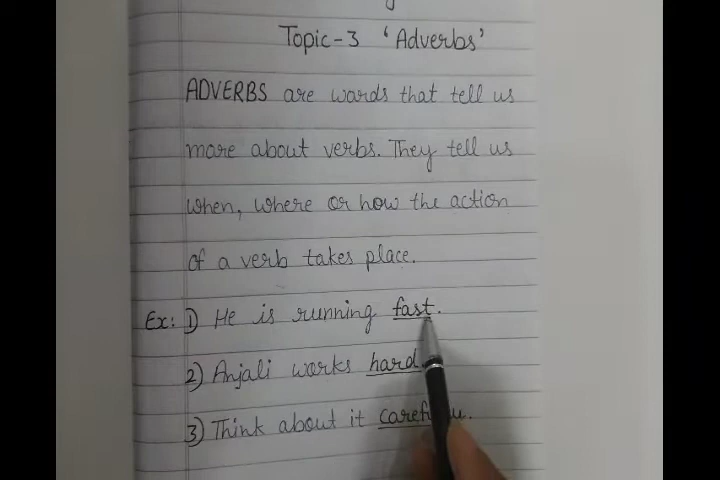 Topic-3 'Adverbs'
ADVERBS are words that tell us
more about verbs. They tell us
when, where or how the action
of a verb takes place.
Ex: 1) He is running fast.
2) Anjali works hard.
3) Think about it